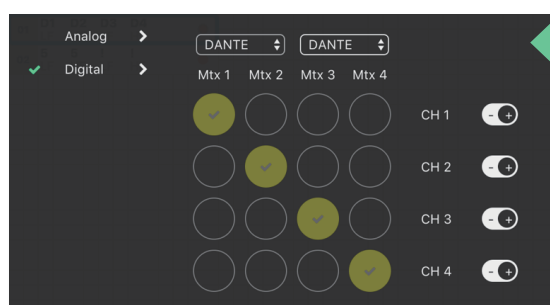 Analog
Digital
DANTE DANTE
Mtx 1 Mtx 2 Mtx 3 Mtx 4
CH 1 - +
CH 2 - +
CH 3 - +
CH 4 - +